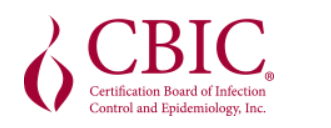 CBIC®
Certification Board of Infection
Control and Epidemiology, Inc.